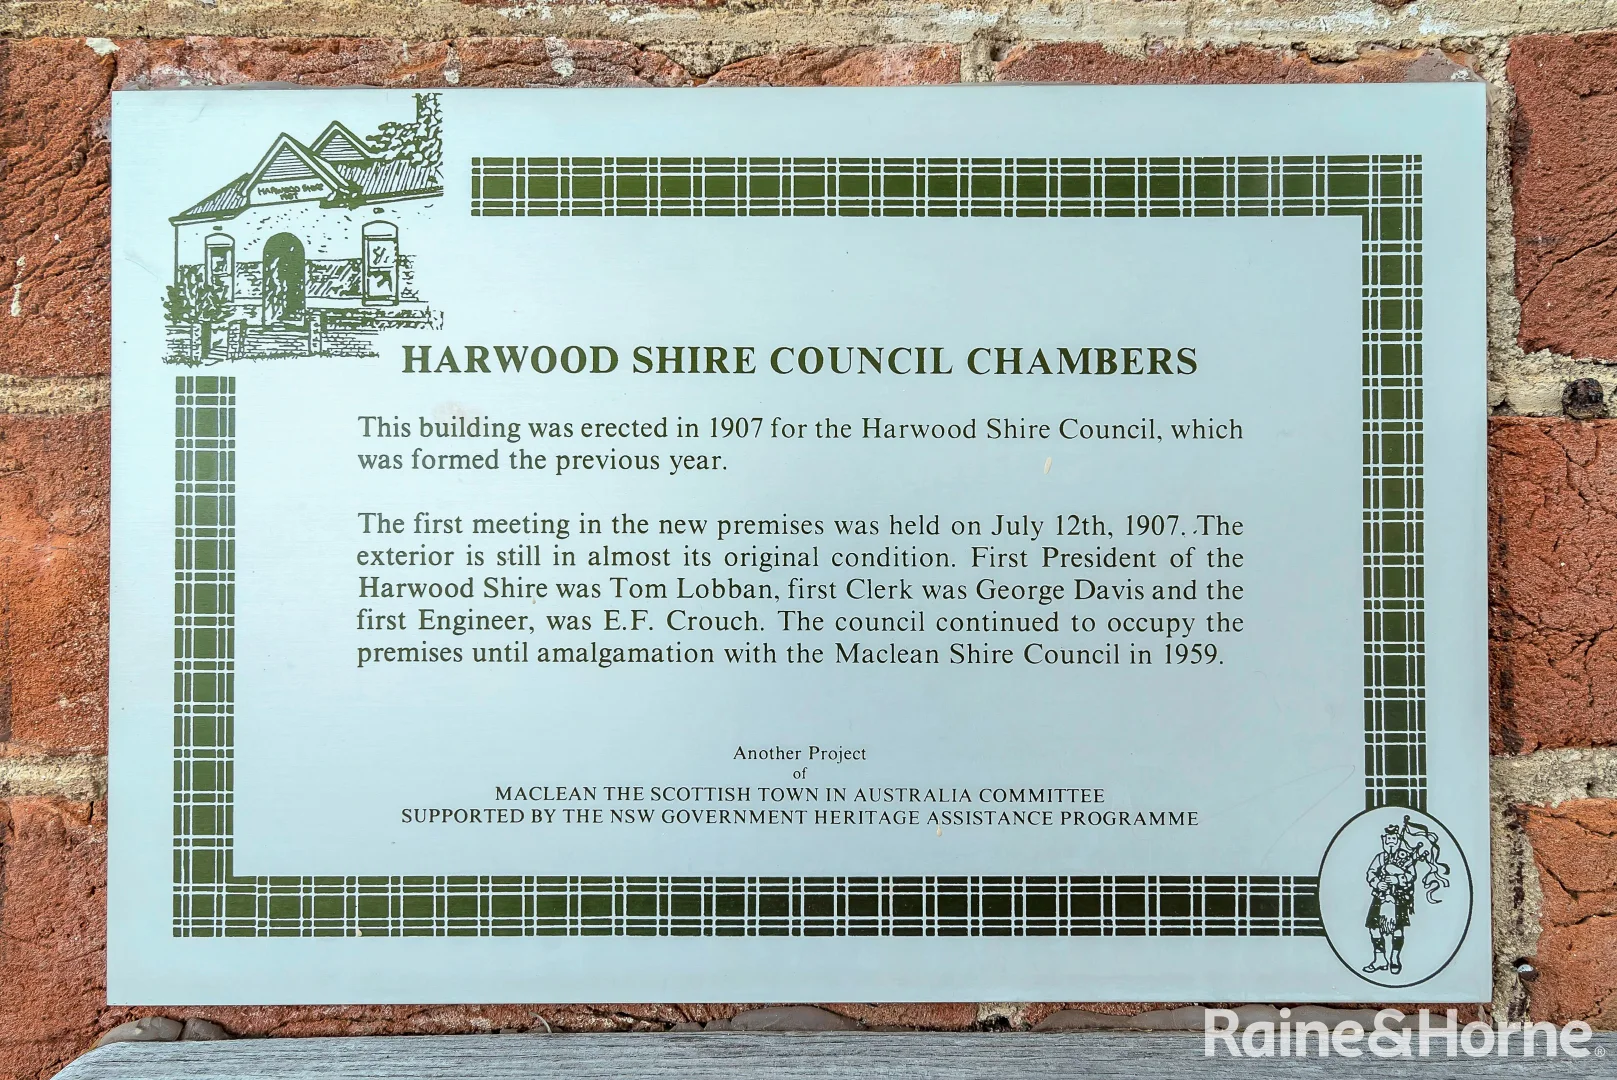 HARWOOD SHIRE
1907
HARWOOD SHIRE COUNCIL CHAMBERS
This building was erected in 1907 for the Harwood Shire Council, which
was formed the previous year.
The first meeting in the new premises was held on July 12th, 1907. .The
exterior is still in almost its original condition. First President of the
Harwood Shire was Tom Lobban, first Clerk was George Davis and the
first Engineer, was E.F. Crouch. The council continued to occupy the
premises until amalgamation with the Maclean Shire Council in 1959.
Another Project
of
MACLEAN THE SCOTTISH TOWN IN AUSTRALIA COMMITTEE
SUPPORTED BY THE NSW GOVERNMENT HERITAGE ASSISTANCE PROGRAMME
Raine&Horne®